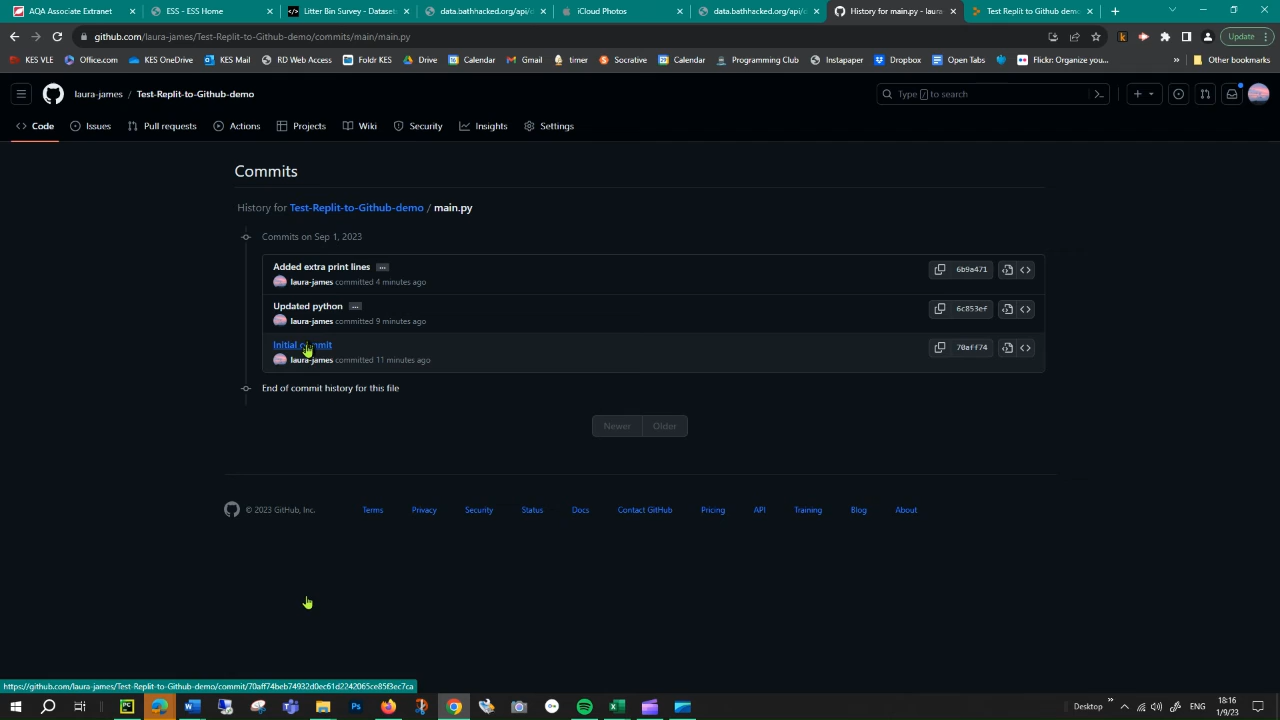 AQA Associate Extranet
ESS - ESS Home
Litter Bin Survey - Datasets
data.bathhacked.org/api/d
iCloud Photos
data.bathhacked.org/api/d
History for main.py - laura
Test Replit to Github demo
github.com/laura-james/Test-Replit-to-Github-demo/commits/main/main.py
Update
KES VLE
Office.com
KES OneDrive
KES Mail
RD Web Access
Foldr KES
Drive
Calendar
Gmail
timer
Socrative
Calendar
Programming Club
Instapaper
Dropbox
Open Tabs
Flickr: Organize you...
»
Other bookmarks
laura-james / Test-Replit-to-Github-demo
Type / to search
Code
Issues
Pull requests
Actions
Projects
Wiki
Security
Insights
Settings
Commits
History for Test-Replit-to-Github-demo / main.py
Commits on Sep 1, 2023
Added extra print lines ...
6b9a471
laura-james committed 4 minutes ago
Updated python ...
6c853ef
laura-james committed 9 minutes ago
Initial commit
70aff74
laura-james committed 11 minutes ago
End of commit history for this file
Newer Older
© 2023 GitHub, Inc.
Terms
Privacy
Security
Status
Docs
Contact GitHub
Pricing
API
Training
Blog
About
https://github.com/laura-james/Test-Replit-to-Github-demo/commit/70aff74beb74932d0ec61d2242065ce85f3ec7ca
Desktop
ENG
18:16
1/9/23